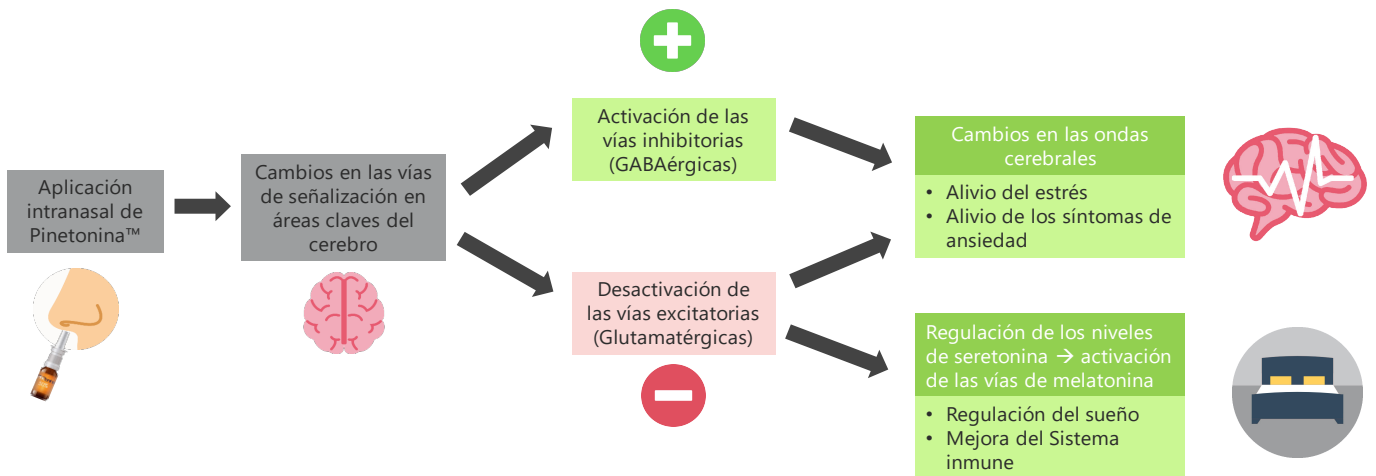 Aplicación
intranasal de
Pinetonina™
Cambios en las vías
de señalización en
áreas claves del
cerebro
Activación de las
vías inhibitorias
(GABAérgicas)
Desactivación de
las vías excitatorias
(Glutamatérgicas)
Cambios en las ondas
cerebrales
• Alivio del estrés
• Alivio de los síntomas de
ansiedad
Regulación de los niveles
de seretonina → activación
de las vías de melatonina
• Regulación del sueño
• Mejora del Sistema
inmune